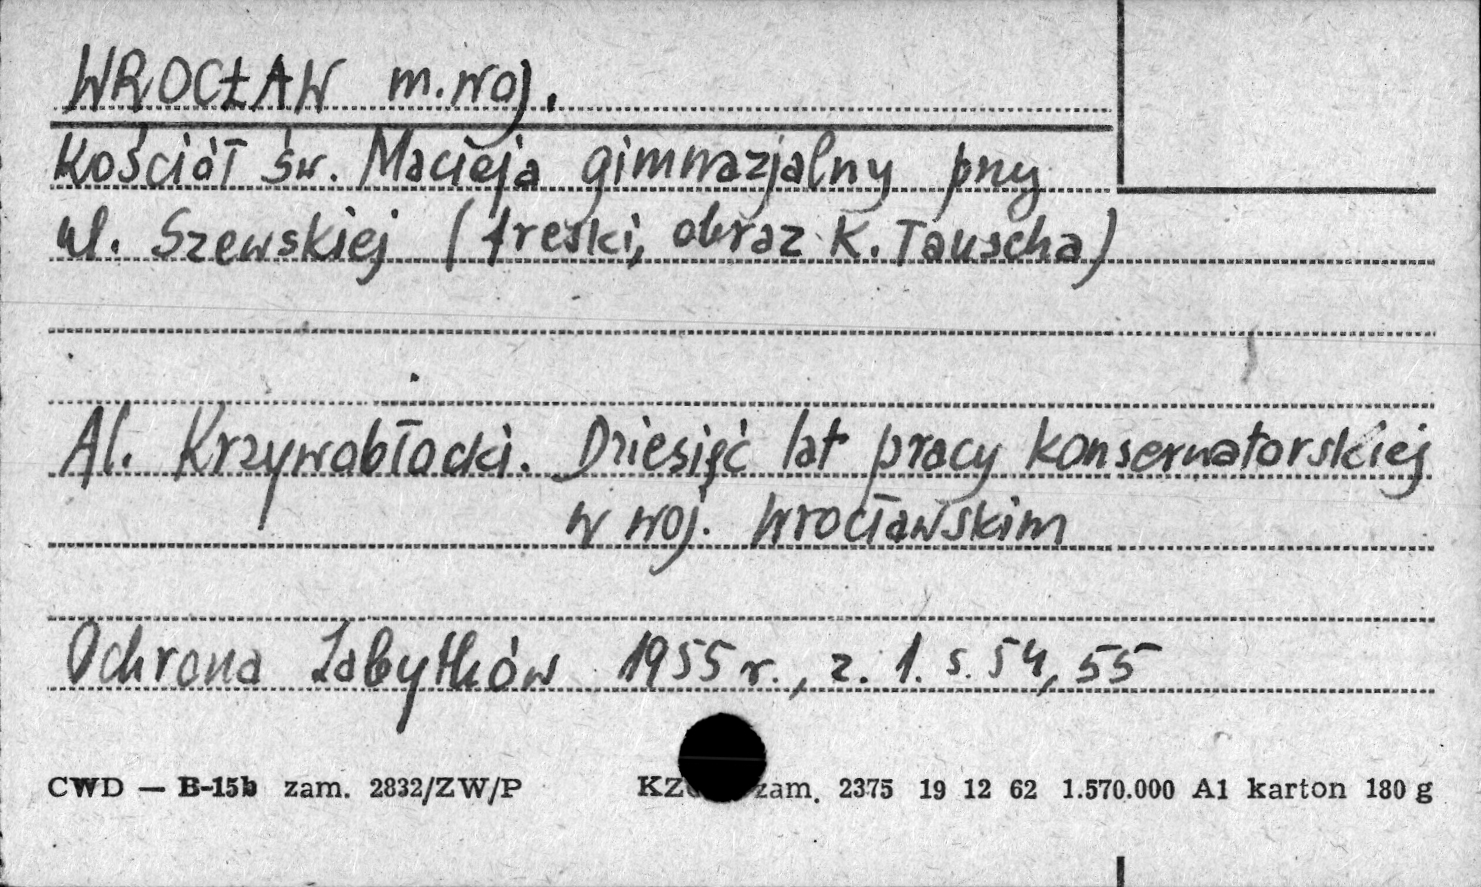 WROCŁAW m. woj.
Kościół św. Macieja gimnazjalny przy
ul. Szewskiej (freski, obraz K. Tauscha)
Al. Krzywobłocki. Dziesięć lat pracy konserwatorskiej
w woj. wrocławskim
Ochrona Zabytków 1955 r., z. 1. s. 54, 55
CWD — B-15b zam. 2832/ZW/P zam. 2375 19 12 62 1.570.000 A1 karton 180 g